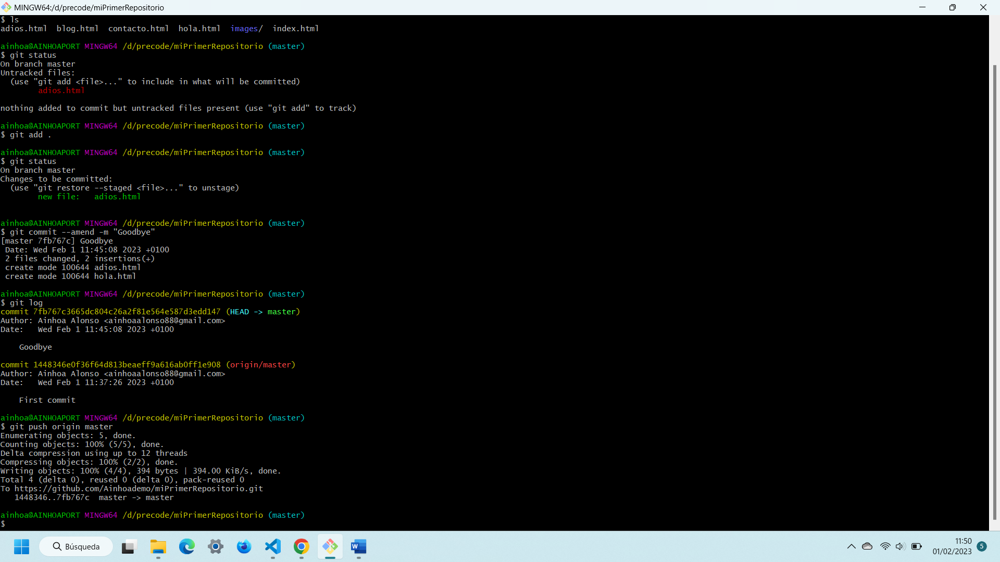 MINGW64:/d/precode/miPrimerRepositorio
$ ls
adios.html  blog.html  contacto.html  hola.html  images/  index.html
ainhoa@AINHOAPORT MINGW64 /d/precode/miPrimerRepositorio (master)
$ git status
On branch master
Untracked files:
  (use "git add <file>..." to include in what will be committed)
        adios.html
nothing added to commit but untracked files present (use "git add" to track)
ainhoa@AINHOAPORT MINGW64 /d/precode/miPrimerRepositorio (master)
$ git add .
ainhoa@AINHOAPORT MINGW64 /d/precode/miPrimerRepositorio (master)
$ git status
On branch master
Changes to be committed:
  (use "git restore --staged <file>..." to unstage)
        new file:   adios.html
ainhoa@AINHOAPORT MINGW64 /d/precode/miPrimerRepositorio (master)
$ git commit --amend -m "Goodbye"
[master 7fb767c] Goodbye
 Date: Wed Feb 1 11:45:08 2023 +0100
 2 files changed, 2 insertions(+)
 create mode 100644 adios.html
 create mode 100644 hola.html
ainhoa@AINHOAPORT MINGW64 /d/precode/miPrimerRepositorio (master)
$ git log
commit 7fb767c3665dc804c26a2f81e564e587d3edd147 (HEAD -> master)
Author: Ainhoa Alonso <ainhoaalonso88@gmail.com>
Date:   Wed Feb 1 11:45:08 2023 +0100
    Goodbye
commit 1448346e0f36f64d813beaeff9a616ab0ff1e908 (origin/master)
Author: Ainhoa Alonso <ainhoaalonso88@gmail.com>
Date:   Wed Feb 1 11:37:26 2023 +0100
    First commit
ainhoa@AINHOAPORT MINGW64 /d/precode/miPrimerRepositorio (master)
$ git push origin master
Enumerating objects: 5, done.
Counting objects: 100% (5/5), done.
Delta compression using up to 12 threads
Compressing objects: 100% (2/2), done.
Writing objects: 100% (4/4), 394 bytes | 394.00 KiB/s, done.
Total 4 (delta 0), reused 0 (delta 0), pack-reused 0
To https://github.com/Ainhoademo/miPrimerRepositorio.git
   1448346..7fb767c  master -> master
ainhoa@AINHOAPORT MINGW64 /d/precode/miPrimerRepositorio (master)
$
Búsqueda
W
11:50
01/02/2023
5